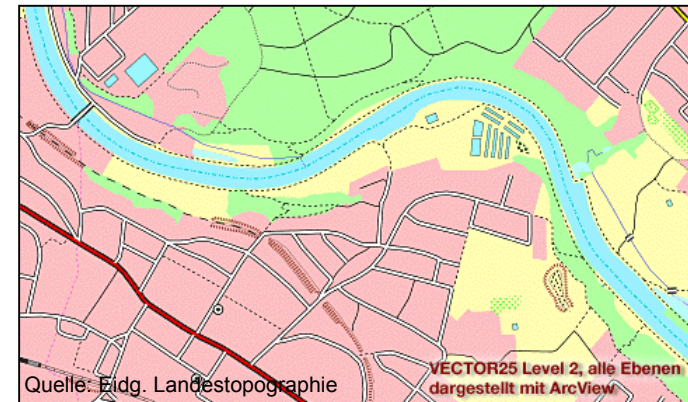 VECTOR25 Level 2, alle Ebenen
dargestellt mit ArcView
Quelle: Eidg. Landestopographie